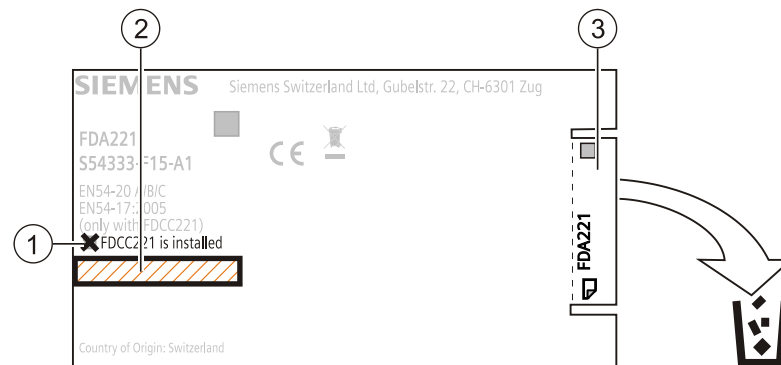 2
3
SIEMENS Siemens Switzerland Ltd, Gubelstr. 22, CH-6301 Zug
FDA221
S54333-F15-A1
CE
EN54-20 A/B/C
EN54-17:2005
(only with FDCC221)
1
FDCC221 is installed
FDA221
Country of Origin: Switzerland